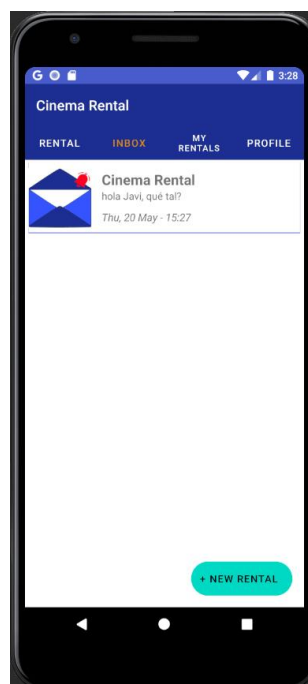 G 3:28
Cinema Rental
RENTAL INBOX MY RENTALS PROFILE
Cinema Rental
hola Javi, qué tal?
Thu, 20 May - 15:27
+ NEW RENTAL